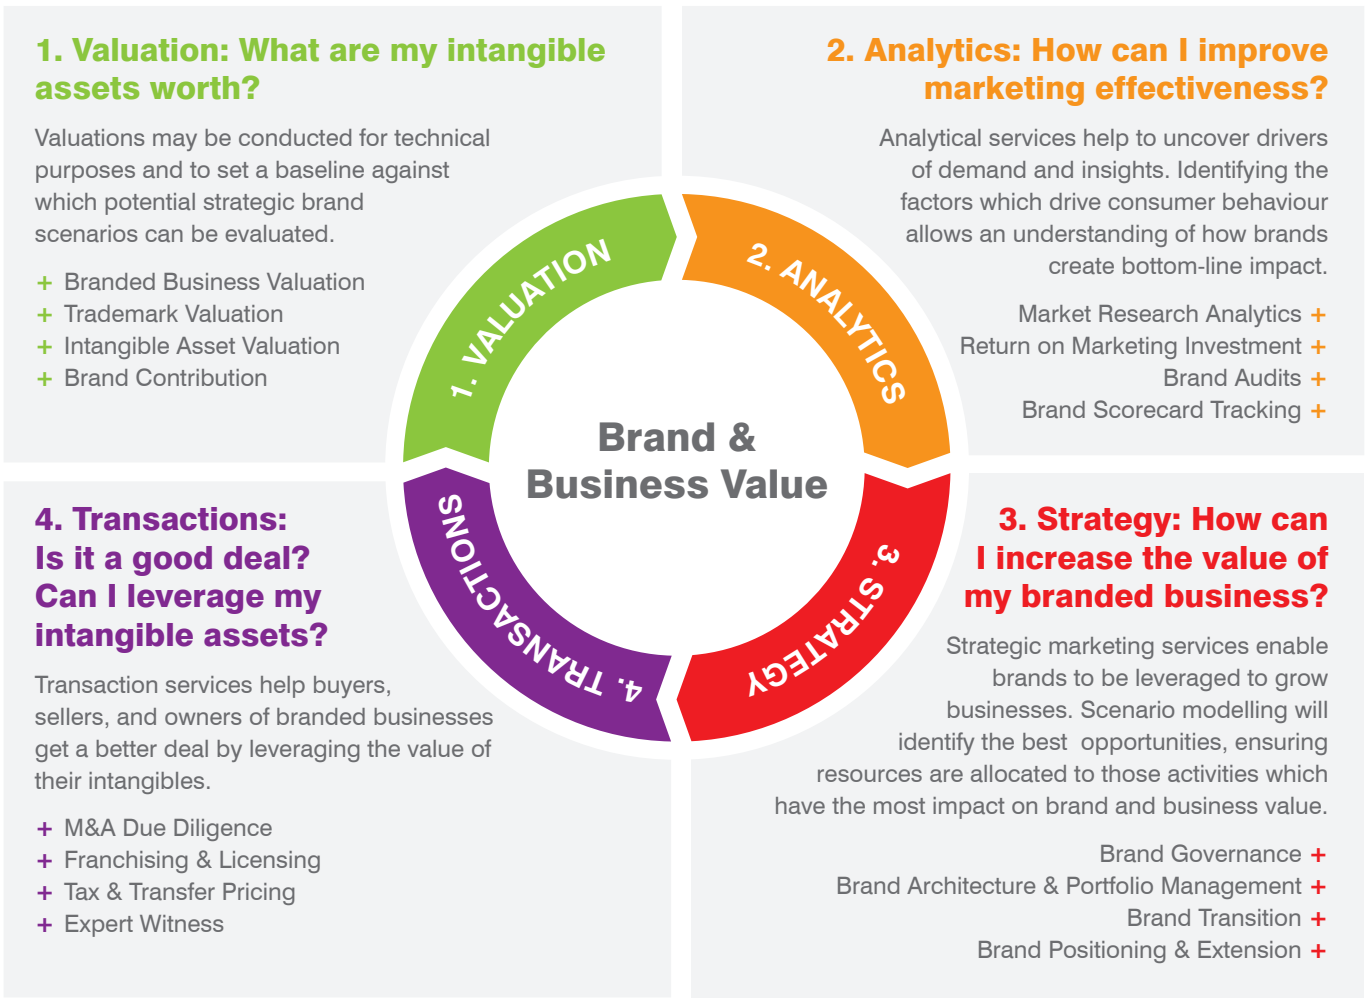 1. Valuation: What are my intangible
assets worth?
Valuations may be conducted for technical
purposes and to set a baseline against
which potential strategic brand
scenarios can be evaluated.
+ Branded Business Valuation
+ Trademark Valuation
+ Intangible Asset Valuation
+ Brand Contribution
2. Analytics: How can I improve
marketing effectiveness?
Analytical services help to uncover drivers
of demand and insights. Identifying the
factors which drive consumer behaviour
allows an understanding of how brands
create bottom-line impact.
Market Research Analytics +
Return on Marketing Investment +
Brand Audits +
Brand Scorecard Tracking +
1. VALUATION
2. ANALYTICS
3. STRATEGY
4. TRANSACTIONS
Brand &
Business Value
3. Strategy: How can
I increase the value of
my branded business?
Strategic marketing services enable
brands to be leveraged to grow
businesses. Scenario modelling will
identify the best opportunities, ensuring
resources are allocated to those activities which
have the most impact on brand and business value.
Brand Governance +
Brand Architecture & Portfolio Management +
Brand Transition +
Brand Positioning & Extension +
4. Transactions:
Is it a good deal?
Can I leverage my
intangible assets?
Transaction services help buyers,
sellers, and owners of branded businesses
get a better deal by leveraging the value of
their intangibles.
+ M&A Due Diligence
+ Franchising & Licensing
+ Tax & Transfer Pricing
+ Expert Witness